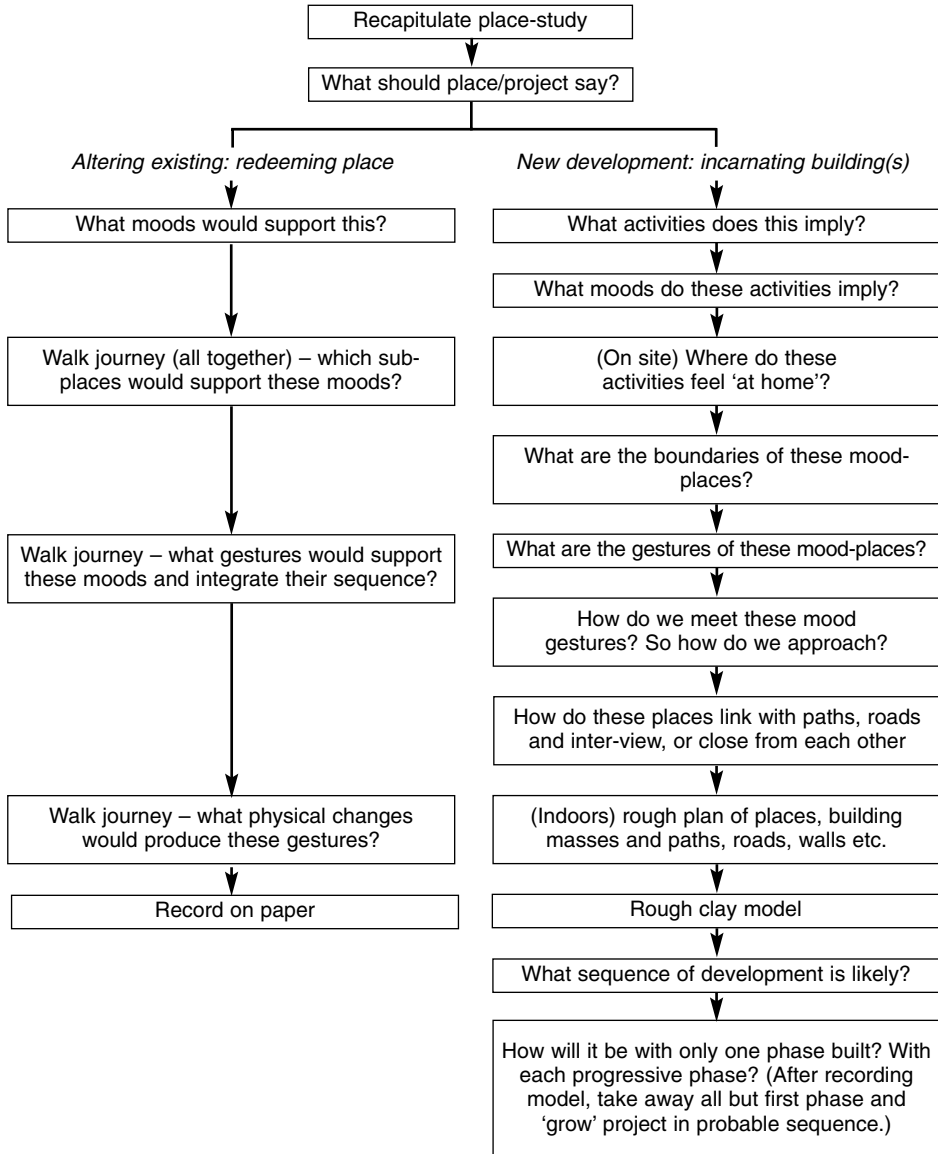 Recapitulate place-study
What should place/project say?
Altering existing: redeeming place
What moods would support this?
Walk journey (all together) – which sub-
places would support these moods?
Walk journey – what gestures would support
these moods and integrate their sequence?
Walk journey – what physical changes
would produce these gestures?
Record on paper
New development: incarnating building(s)
What activities does this imply?
What moods do these activities imply?
(On site) Where do these
activities feel ‘at home’?
What are the boundaries of these mood-
places?
What are the gestures of these mood-places?
How do we meet these mood
gestures? So how do we approach?
How do these places link with paths, roads
and inter-view, or close from each other
(Indoors) rough plan of places, building
masses and paths, roads, walls etc.
Rough clay model
What sequence of development is likely?
How will it be with only one phase built? With
each progressive phase? (After recording
model, take away all but first phase and
‘grow’ project in probable sequence.)